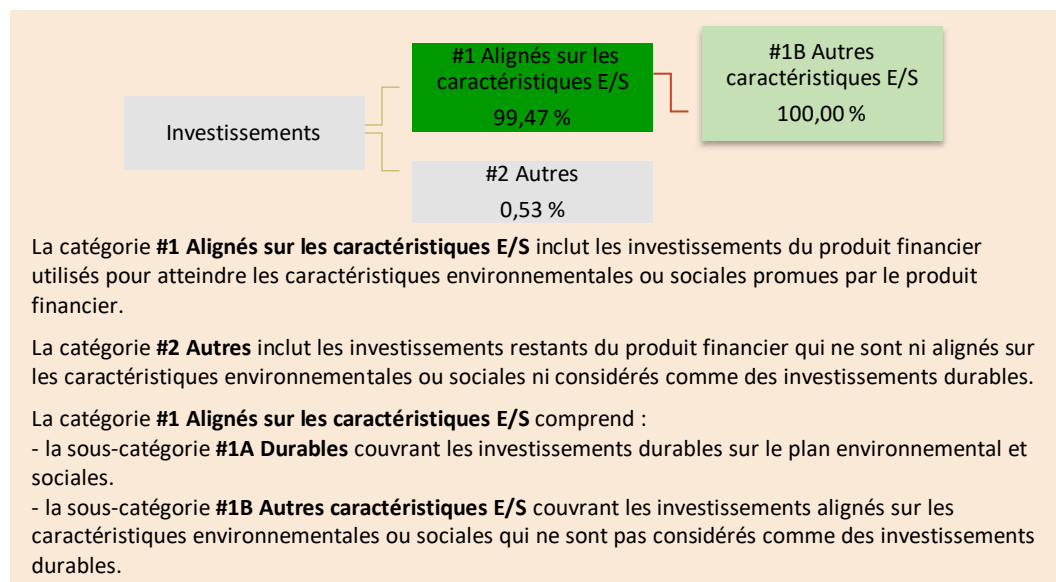 #1 Alignés sur les
caractéristiques E/S
99,47 %
#1B Autres
caractéristiques E/S
100,00 %
Investissements
#2 Autres
0,53 %
La catégorie #1 Alignés sur les caractéristiques E/S inclut les investissements du produit financier
utilisés pour atteindre les caractéristiques environnementales ou sociales promues par le produit
financier.
La catégorie #2 Autres inclut les investissements restants du produit financier qui ne sont ni alignés sur
les caractéristiques environnementales ou sociales ni considérés comme des investissements durables.
La catégorie #1 Alignés sur les caractéristiques E/S comprend :
- la sous-catégorie #1A Durables couvrant les investissements durables sur le plan environnemental et
sociales.
- la sous-catégorie #1B Autres caractéristiques E/S couvrant les investissements alignés sur les
caractéristiques environnementales ou sociales qui ne sont pas considérés comme des investissements
durables.